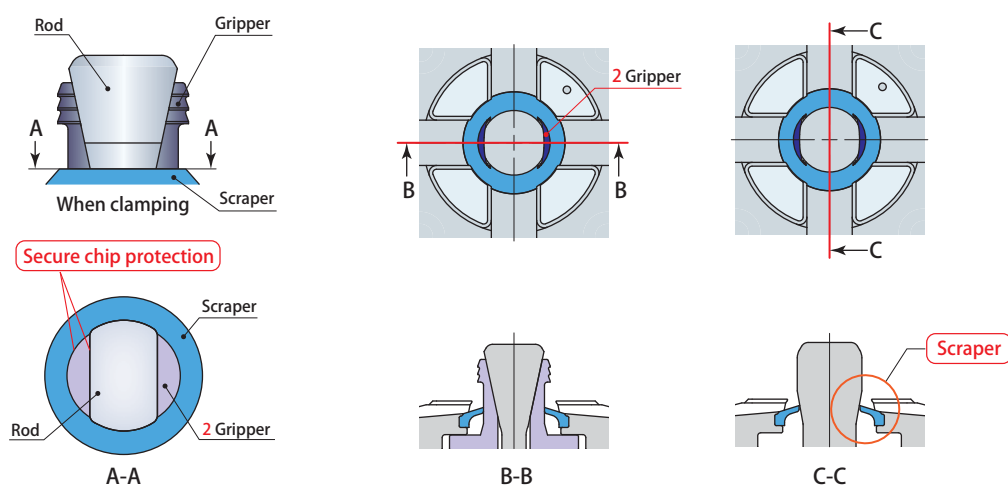 Rod
Gripper
A
A
Scraper
When clamping
Secure chip protection
Scraper
Rod
2 Gripper
A-A
2 Gripper
B
B
B-B
C
C
Scraper
C-C